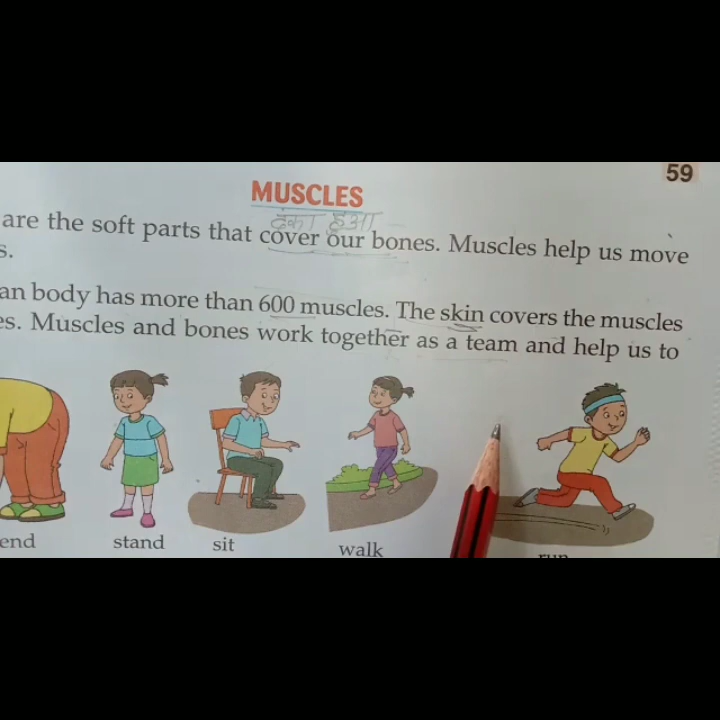 59
MUSCLES
ढंका हुआ
are the soft parts that cover our bones. Muscles help us move
s.
an body has more than 600 muscles. The skin covers the muscles
es. Muscles and bones work together as a team and help us to
end stand sit walk run